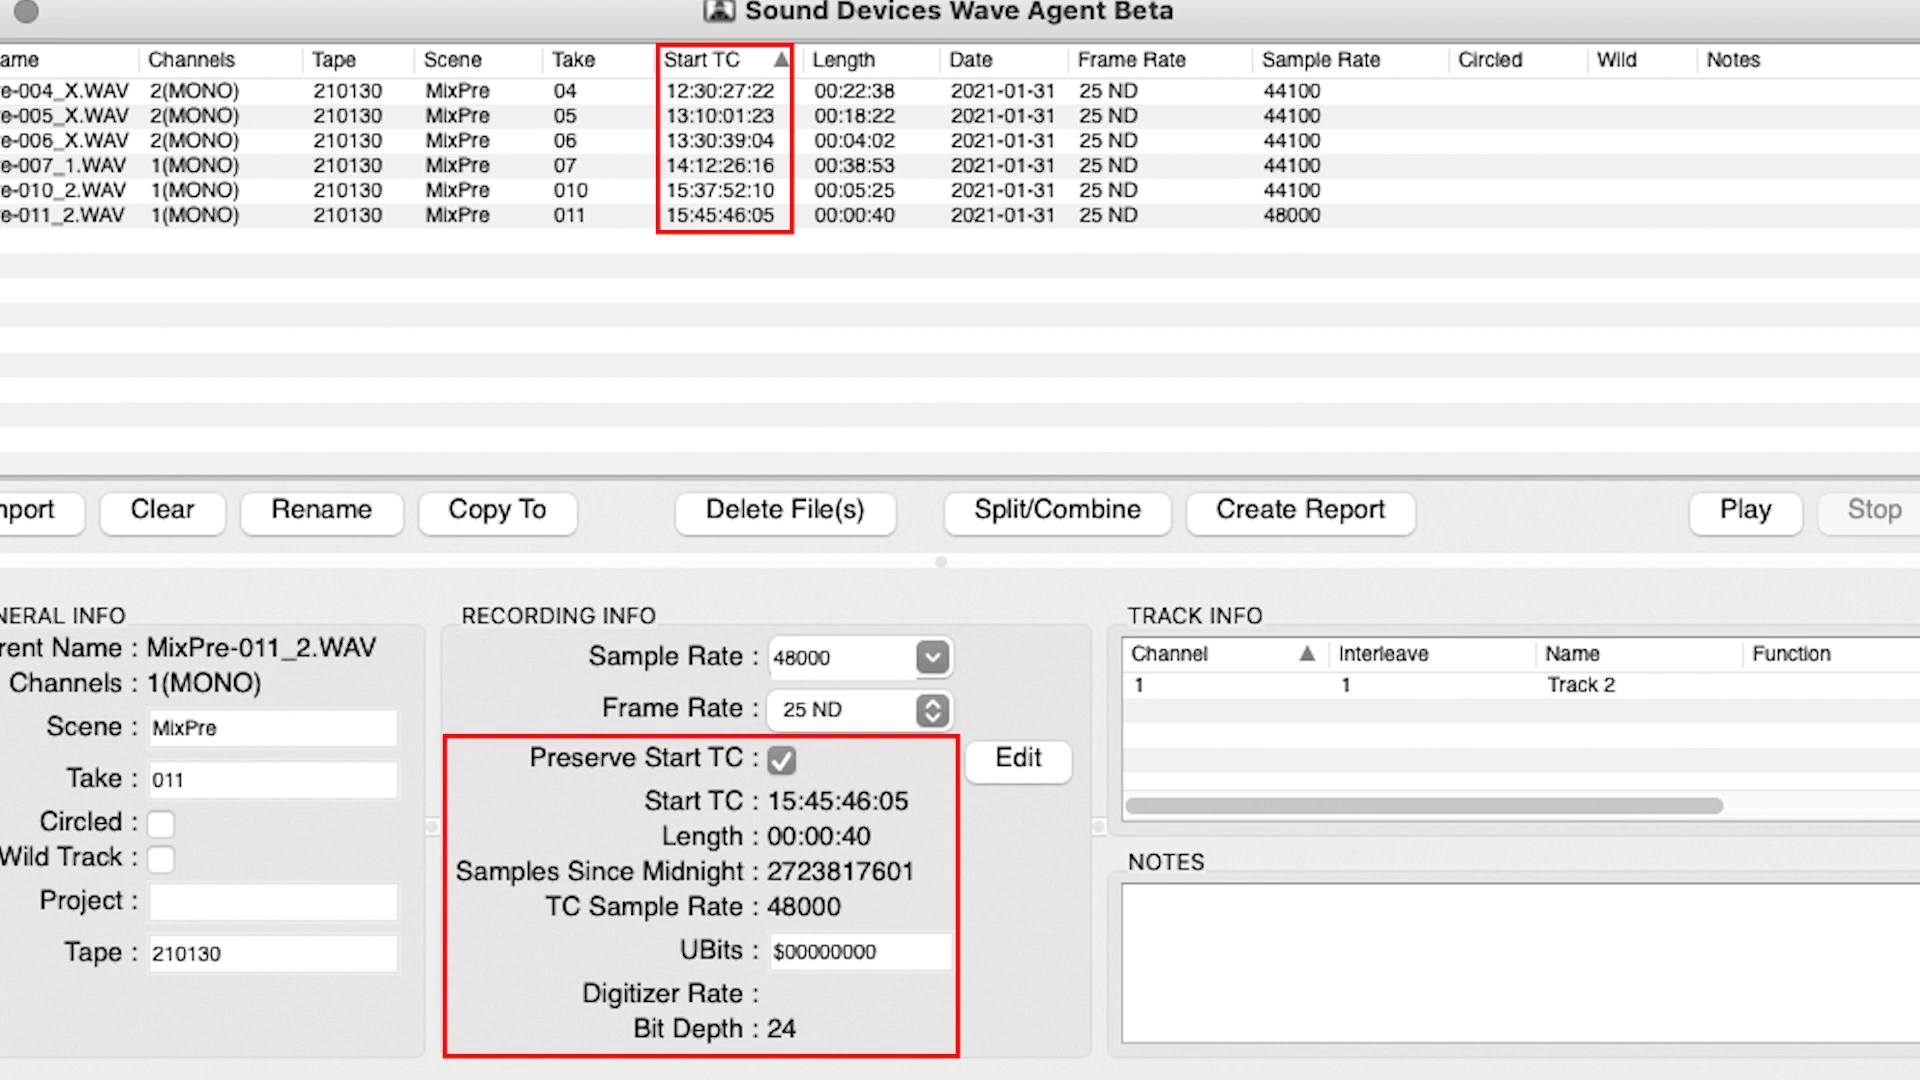 Sound Devices Wave Agent Beta
ame Channels Tape Scene Take Start TC Length Date Frame Rate Sample Rate Circled Wild Notes
e-004_X.WAV 2(MONO) 210130 MixPre 04 12:30:27:22 00:22:38 2021-01-31 25 ND 44100
e-005_X.WAV 2(MONO) 210130 MixPre 05 13:10:01:23 00:18:22 2021-01-31 25 ND 44100
e-006_X.WAV 2(MONO) 210130 MixPre 06 13:30:39:04 00:04:02 2021-01-31 25 ND 44100
e-007_1.WAV 1(MONO) 210130 MixPre 07 14:12:26:16 00:38:53 2021-01-31 25 ND 44100
e-010_2.WAV 1(MONO) 210130 MixPre 010 15:37:52:10 00:05:25 2021-01-31 25 ND 44100
e-011_2.WAV 1(MONO) 210130 MixPre 011 15:45:46:05 00:00:40 2021-01-31 25 ND 48000
mport Clear Rename Copy To Delete File(s) Split/Combine Create Report Play Stop
NERAL INFO
rent Name : MixPre-011_2.WAV
Channels : 1(MONO)
Scene : MixPre
Take : 011
Circled :
Wild Track :
Project :
Tape : 210130
RECORDING INFO
Sample Rate : 48000
Frame Rate : 25 ND
Preserve Start TC :
Edit
Start TC : 15:45:46:05
Length : 00:00:40
Samples Since Midnight : 2723817601
TC Sample Rate : 48000
UBits : $00000000
Digitizer Rate :
Bit Depth : 24
TRACK INFO
Channel Interleave Name Function
1 1 Track 2
NOTES